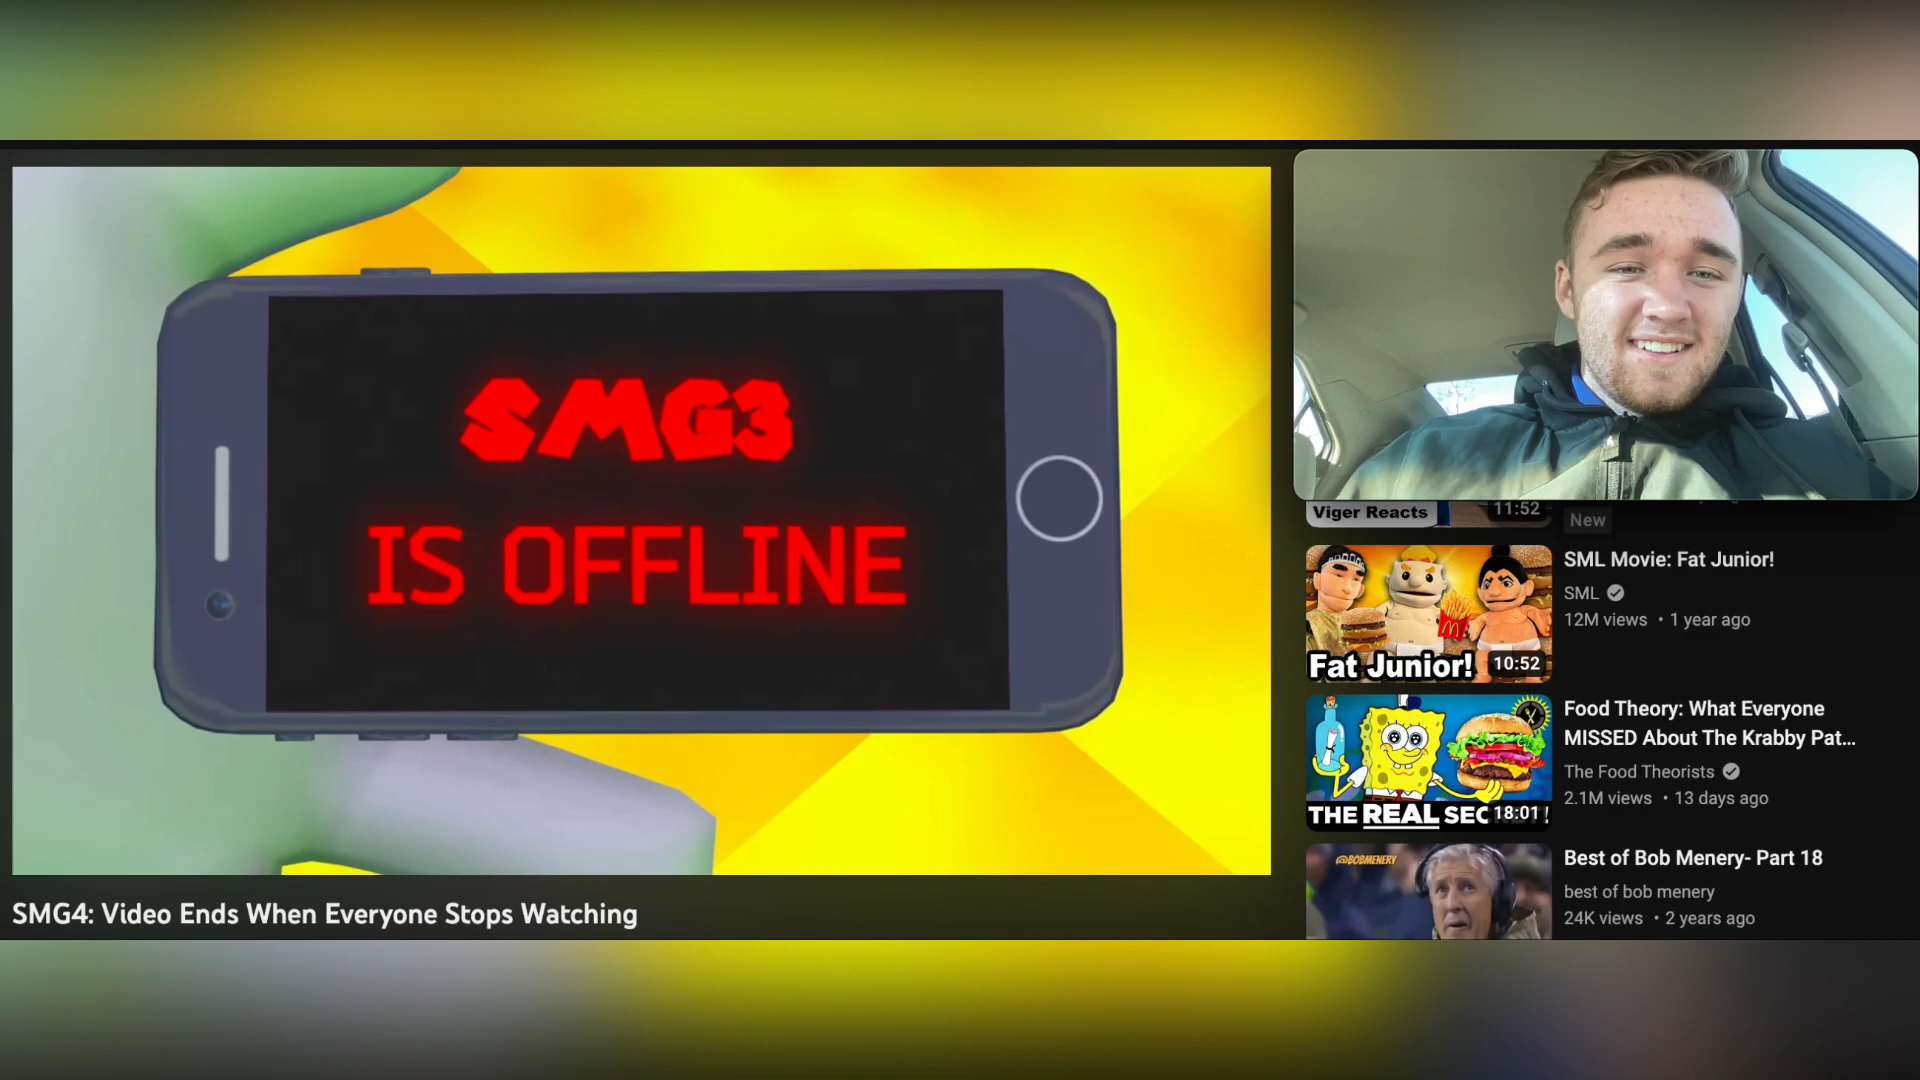 SMG3
IS OFFLINE
SMG4: Video Ends When Everyone Stops Watching
Viger Reacts
11:52
New
Fat Junior!
10:52
SML Movie: Fat Junior!
SML
12M views • 1 year ago
THE REAL SEC
18:01
!
Food Theory: What Everyone
MISSED About The Krabby Pat...
The Food Theorists
2.1M views • 13 days ago
@BOBMENERY
Best of Bob Menery- Part 18
best of bob menery
24K views • 2 years ago